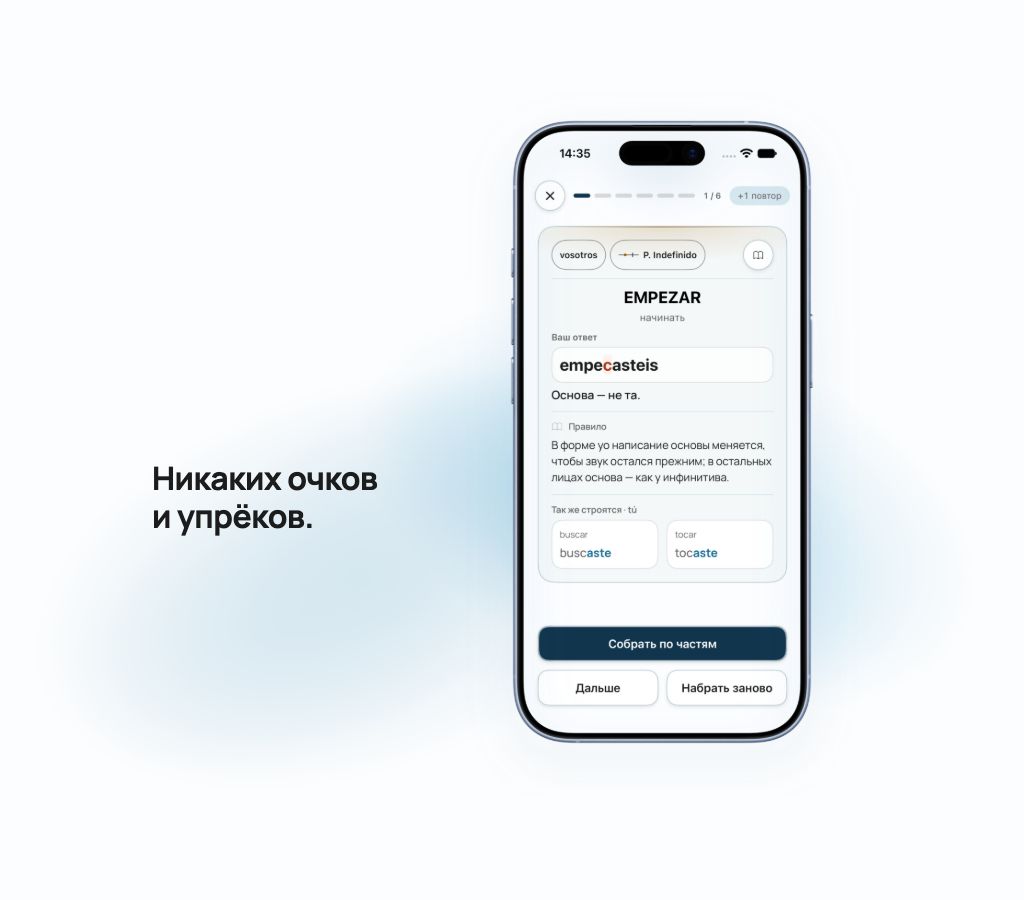 Никаких очков
и упрёков.
14:35
1 / 6
+1 повтор
vosotros
P. Indefinido
EMPEZAR
начинать
Ваш ответ
empecasteis
Основа — не та.
Правило
В форме yo написание основы меняется,
чтобы звук остался прежним; в остальных
лицах основа — как у инфинитива.
Так же строятся · tú
buscar
tocar
buscaste
tocaste
Собрать по частям
Дальше
Набрать заново